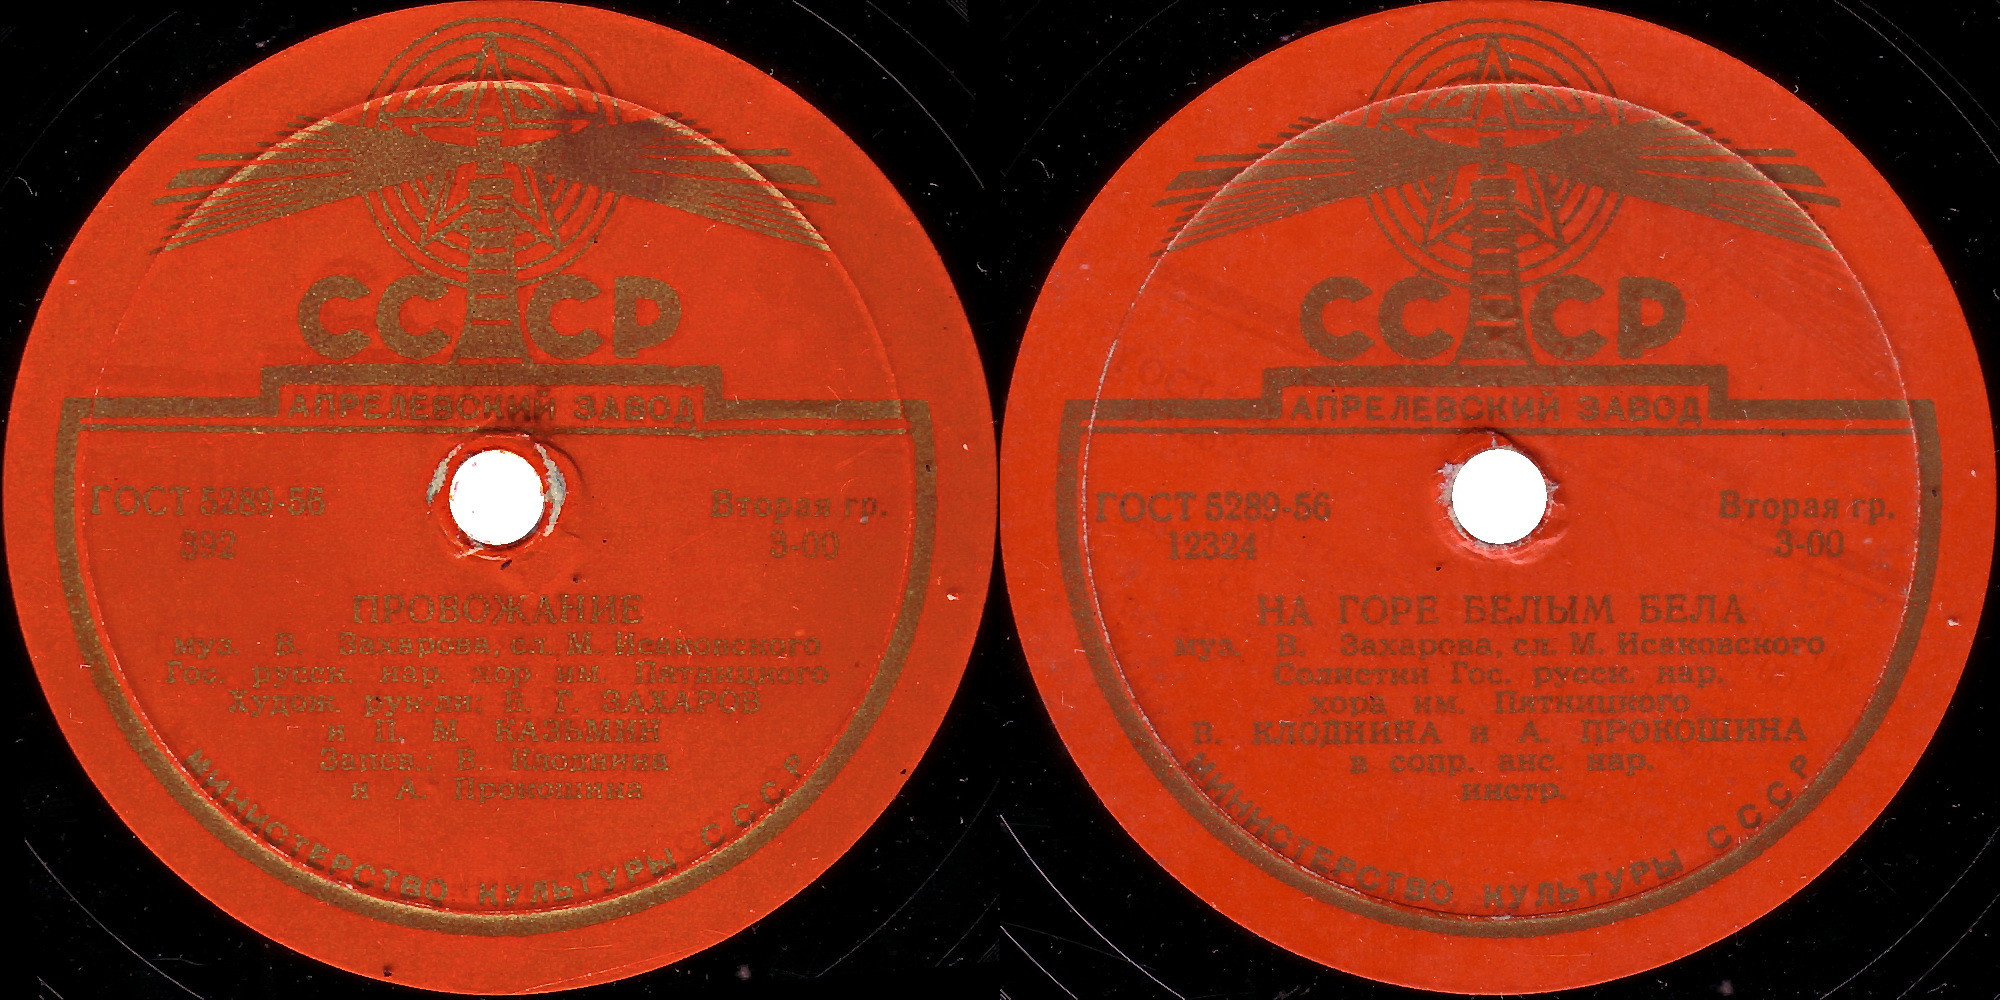 СССР
АПРЕЛЕВСКИЙ ЗАВОД
ГОСТ 5289-56
Вторая гр.
392
3-00
ПРОВОЖАНИЕ
муз. В. Захарова, сл. М. Исаковского
Гос. русск. нар. хор им. Пятницкого
Худож. рук-ли: В. Г. ЗАХАРОВ
и П. М. КАЗЬМИН
Запев.: В. Клоднина
и А. Прокошина
МИНИСТЕРСТВО КУЛЬТУРЫ СССР
СССР
АПРЕЛЕВСКИЙ ЗАВОД
ГОСТ 5289-56
Вторая гр.
12324
3-00
НА ГОРЕ БЕЛЫМ БЕЛА
муз. В. Захарова, сл. М. Исаковского
Солистки Гос. русск. нар.
хора им. Пятницкого
В. КЛОДНИНА и А. ПРОКОШИНА
в сопр. анс. нар.
инстр.
МИНИСТЕРСТВО КУЛЬТУРЫ СССР